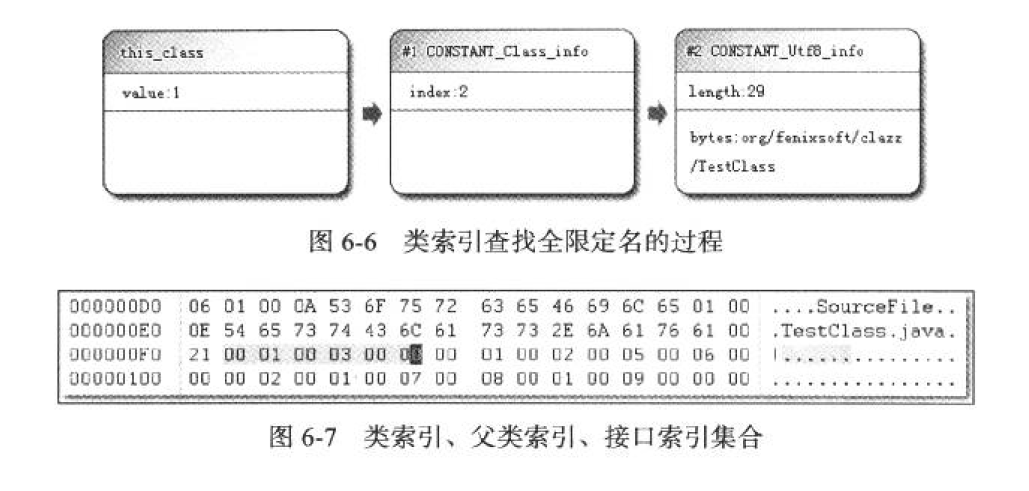 this_class
value:1
#1 CONSTANT_Class_info
index:2
#2 CONSTANT_Utf8_info
length:29
bytes:org/fenixsoft/clazz
/TestClass
图 6-6 类索引查找全限定名的过程
000000D0 06 01 00 0A 53 6F 75 72 63 65 46 69 6C 65 01 00 ....SourceFile..
000000E0 0E 54 65 73 74 43 6C 61 73 73 2E 6A 61 76 61 00 .TestClass.java.
000000F0 21 00 01 00 03 00 00 00 01 00 02 00 05 00 06 00 !...............
00000100 00 00 02 00 01 00 07 00 08 00 01 00 09 00 00 00 ................
图 6-7 类索引、父类索引、接口索引集合